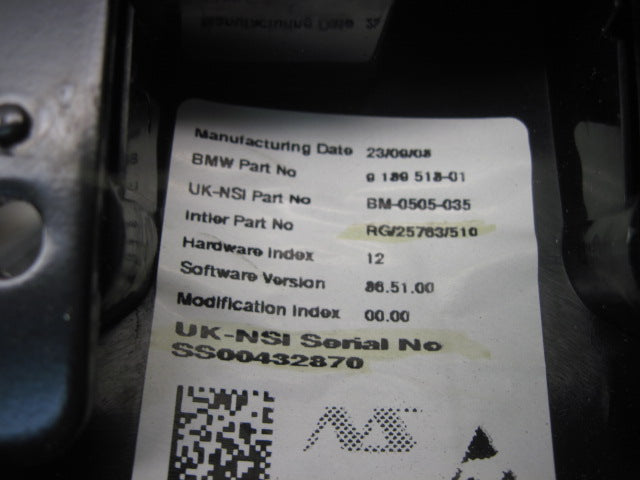 Manufacturing Date 23/09/08
BMW Part No 9 189 518-01
UK-NSI Part No BM-0505-035
Intier Part No RG/25763/510
Hardware Index 12
Software Version 86.51.00
Modification Index 00.00
UK-NSI Serial No
SS00432870